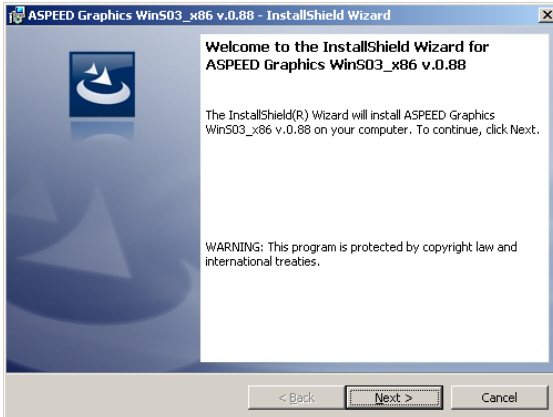 ASPEED Graphics WinS03_x86 v.0.88 - InstallShield Wizard
Welcome to the InstallShield Wizard for
ASPEED Graphics WinS03_x86 v.0.88
The InstallShield(R) Wizard will install ASPEED Graphics
WinS03_x86 v.0.88 on your computer. To continue, click Next.
WARNING: This program is protected by copyright law and
international treaties.
< Back
Next >
Cancel